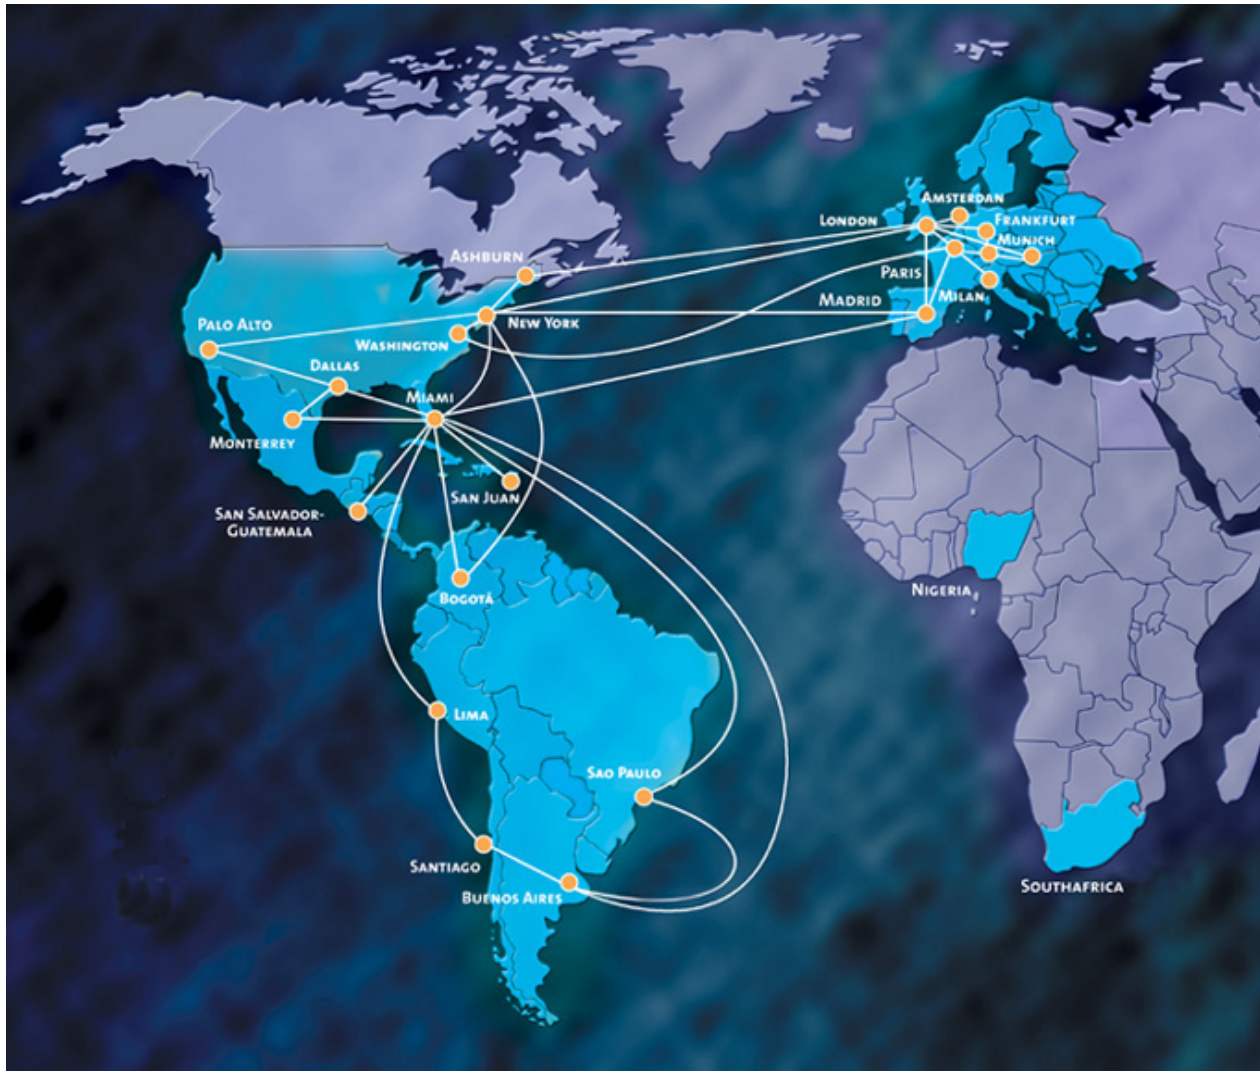 Amsterdan
London
Frankfurt
Munich
Ashburn
Paris
Madrid
Milan
Palo Alto
New York
Washington
Dallas
Miami
Monterrey
San Juan
San Salvador-
Guatemala
Nigeria
Bogotá
Lima
Sao Paulo
Santiago
Buenos Aires
Southafrica